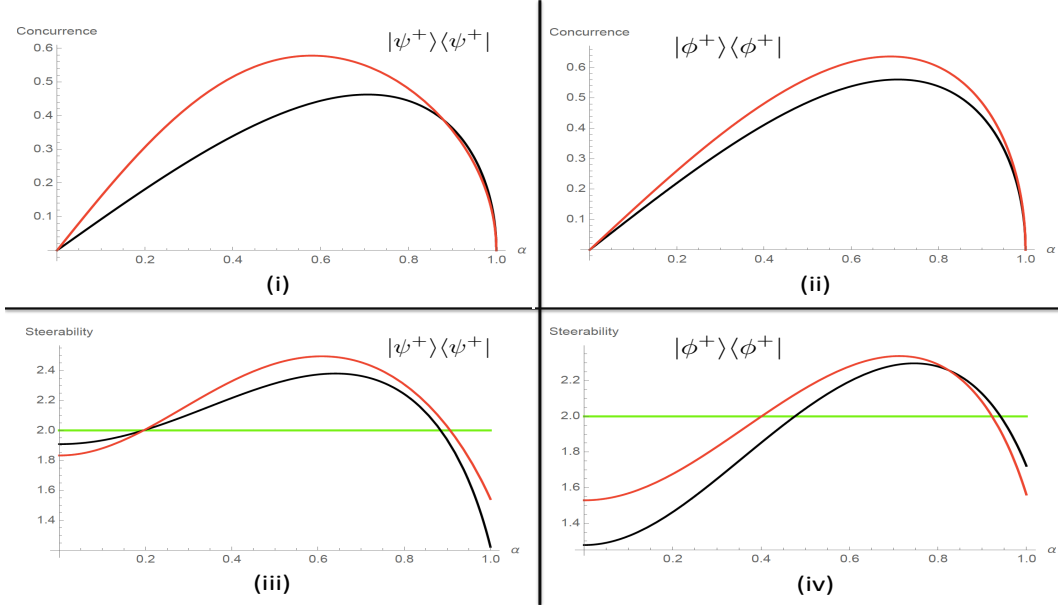 Concurrence
|ψ⁺⟩⟨ψ⁺|
0.6
0.5
0.4
0.3
0.2
0.1
0.2
0.4
0.6
0.8
1.0
α
(i)
Concurrence
|ϕ⁺⟩⟨ϕ⁺|
0.6
0.5
0.4
0.3
0.2
0.1
0.2
0.4
0.6
0.8
1.0
α
(ii)
Steerability
|ψ⁺⟩⟨ψ⁺|
2.4
2.2
2.0
1.8
1.6
1.4
0.2
0.4
0.6
0.8
1.0
α
(iii)
Steerability
|ϕ⁺⟩⟨ϕ⁺|
2.2
2.0
1.8
1.6
1.4
0.2
0.4
0.6
0.8
1.0
α
(iv)